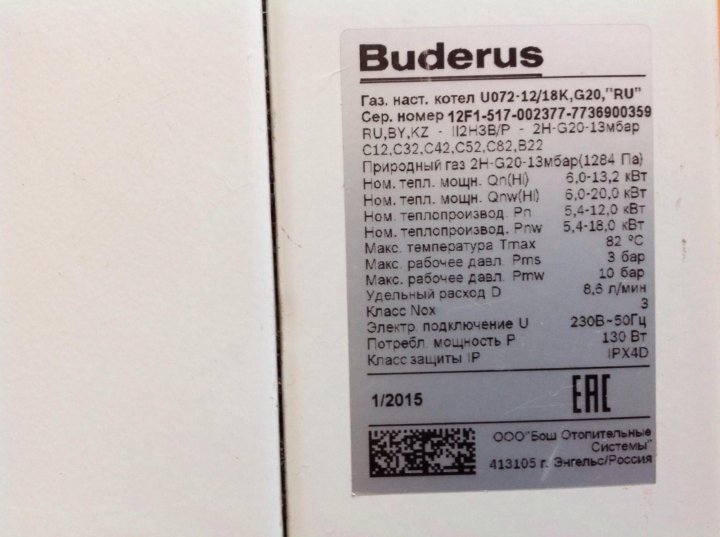 Buderus
Газ. наст. котел U072-12/18K,G20,"RU"
Сер. номер 12F1-517-002377-7736900359
RU,BY,KZ - II2H3B/P - 2H-G20-13мбар
C12,C32,C42,C52,C82,B22
Природный газ 2H-G20-13мбар(1284 Па)
Ном. тепл. мощн. Qn(Hi) 6,0-13,2 кВт
Ном. тепл. мощн. Qnw(Hi) 6,0-20,0 кВт
Ном. теплопроизвод. Pn 5,4-12,0 кВт
Ном. теплопроизвод. Pnw 5,4-18,0 кВт
Макс. температура Tmax 82 °C
Макс. рабочее давл. Pms 3 бар
Макс. рабочее давл. Pmw 10 бар
Удельный расход D 8,6 л/мин
Класс Nox 3
Электр. подключение U 230В~50Гц
Потребл. мощность P 130 Вт
Класс защиты IP IPX4D
1/2015 EAC
ООО"Бош Отопительные
Системы"
413105 г. Энгельс/Россия